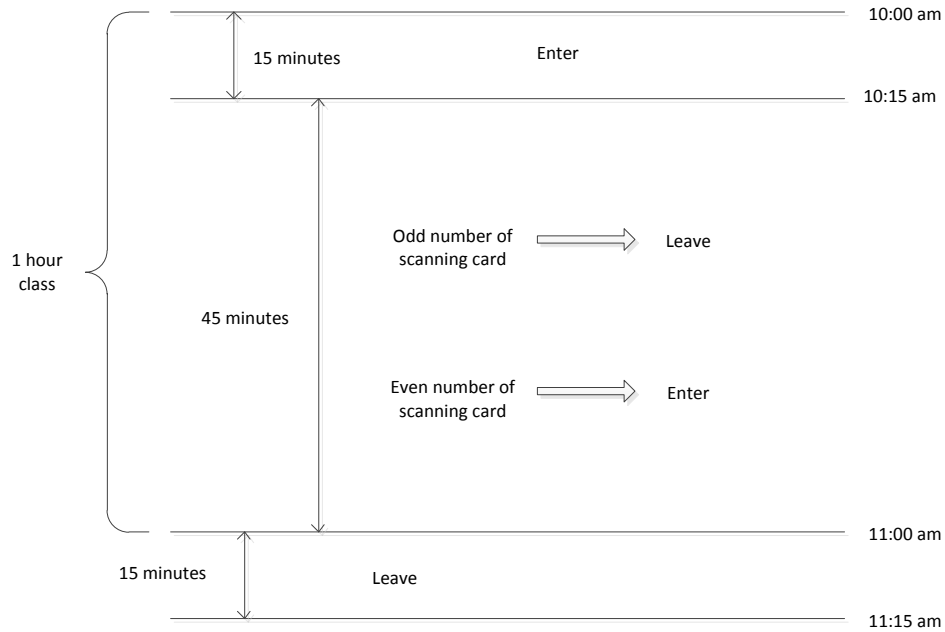 10:00 am
15 minutes
Enter
10:15 am
Odd number of
scanning card
Leave
1 hour
class
45 minutes
Even number of
scanning card
Enter
11:00 am
15 minutes
Leave
11:15 am